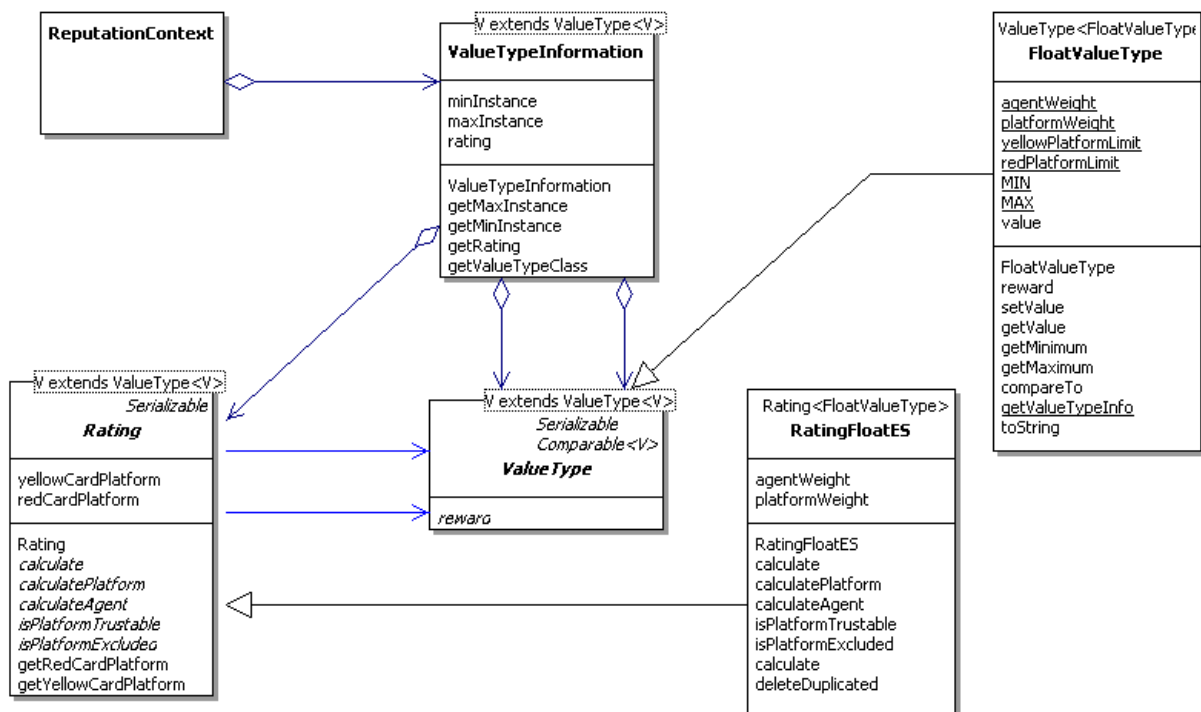 ReputationContext
V extends ValueType<V>
ValueTypeInformation
minInstance
maxInstance
rating
ValueTypeInformation
getMaxInstance
getMinInstance
getRating
getValueTypeClass
ValueType<FloatValueType
FloatValueType
agentWeight
platformWeight
yellowPlatformLimit
redPlatformLimit
MIN
MAX
value
FloatValueType
reward
setValue
getValue
getMinimum
getMaximum
compareTo
getValueTypeInfo
toString
V extends ValueType<V>
Serializable
Rating
yellowCardPlatform
redCardPlatform
Rating
calculate
calculatePlatform
calculateAgent
isPlatformTrustable
isPlatformExcluded
getRedCardPlatform
getYellowCardPlatform
V extends ValueType<V>
Serializable
Comparable<V>
ValueType
reward
Rating<FloatValueType>
RatingFloatES
agentWeight
platformWeight
RatingFloatES
calculate
calculatePlatform
calculateAgent
isPlatformTrustable
isPlatformExcluded
calculate
deleteDuplicated